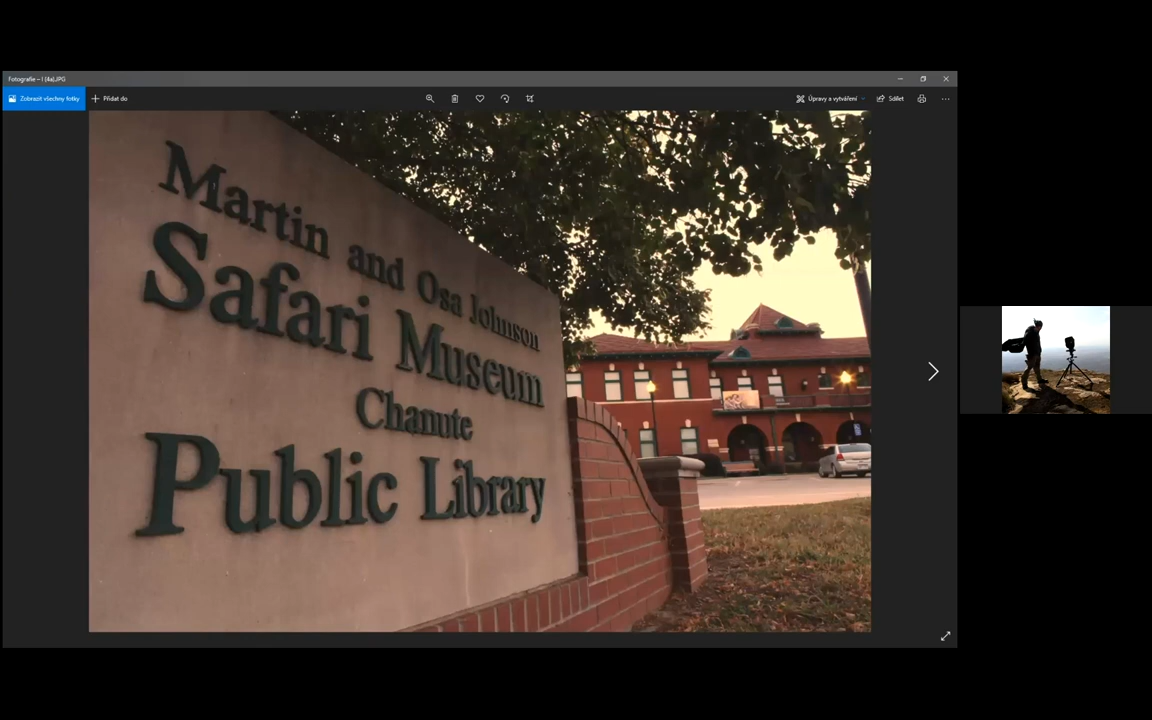 Fotografie – I (4a).JPG
Zobrazit všechny fotky
Přidat do
Úpravy a vytváření
Sdílet
Martin and Osa Johnson
Safari Museum
Chanute
Public Library